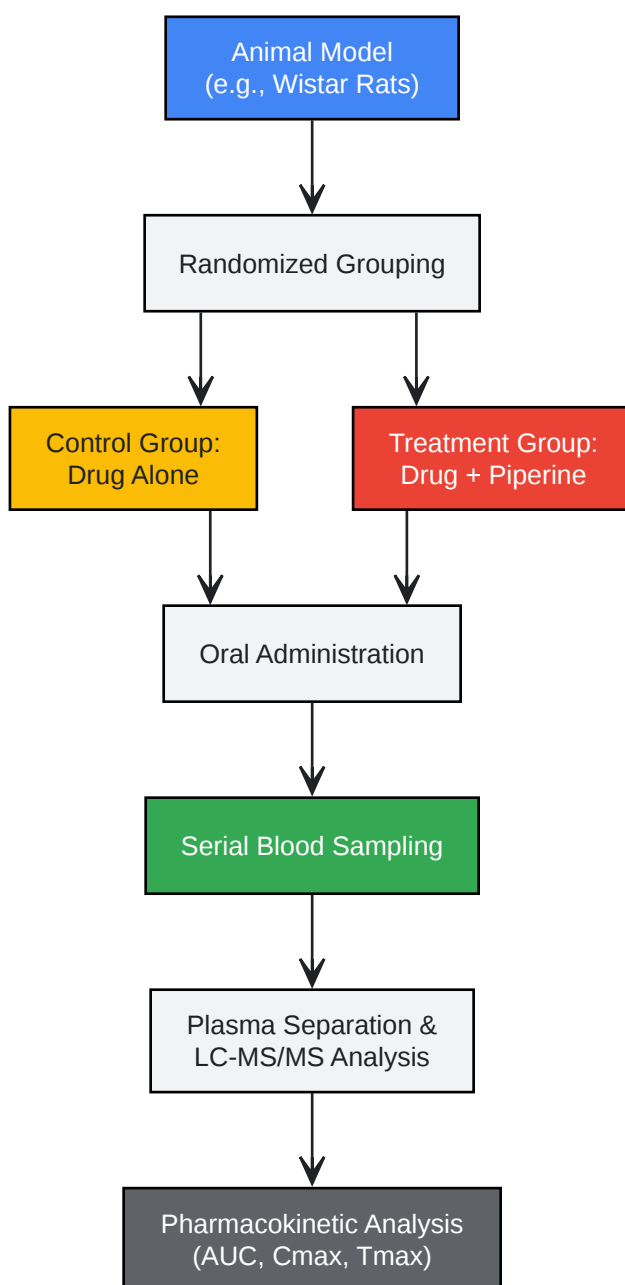 Animal Model
(e.g., Wistar Rats)
Randomized Grouping
Control Group:
Drug Alone
Treatment Group:
Drug + Piperine
Oral Administration
Serial Blood Sampling
Plasma Separation &
LC-MS/MS Analysis
Pharmacokinetic Analysis
(AUC, Cmax, Tmax)